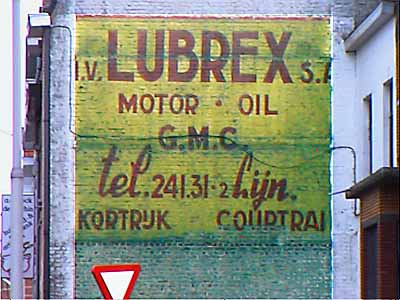 N.V. LUBREX S.A
MOTOR · OIL
G.M.C.
tel. 241.31 - 2 Lijn.
KORTRIJK COURTRAI